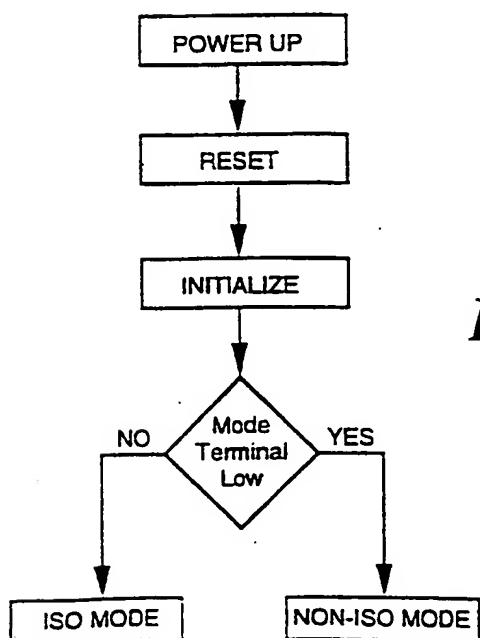 POWER UP
RESET
INITIALIZE
Mode
Terminal
Low
NO
YES
ISO MODE
NON-ISO MODE